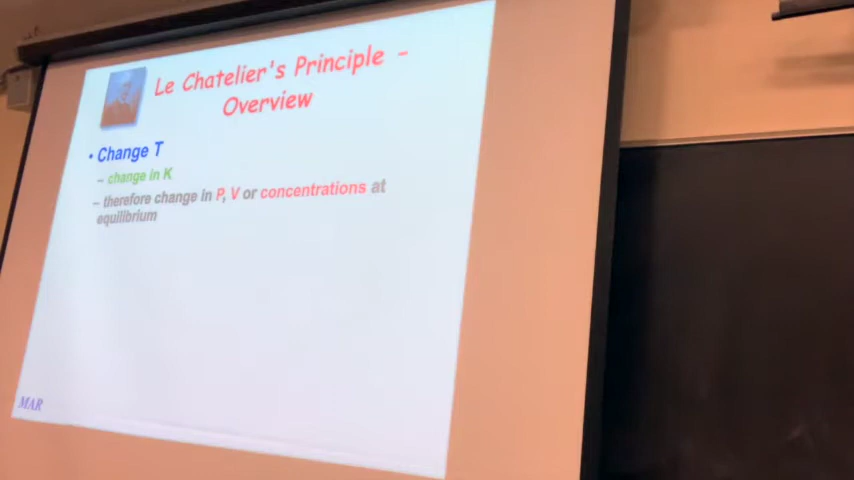 Le Chatelier's Principle –
Overview
• Change T
– change in K
– therefore change in P, V or concentrations at
equilibrium
MAR